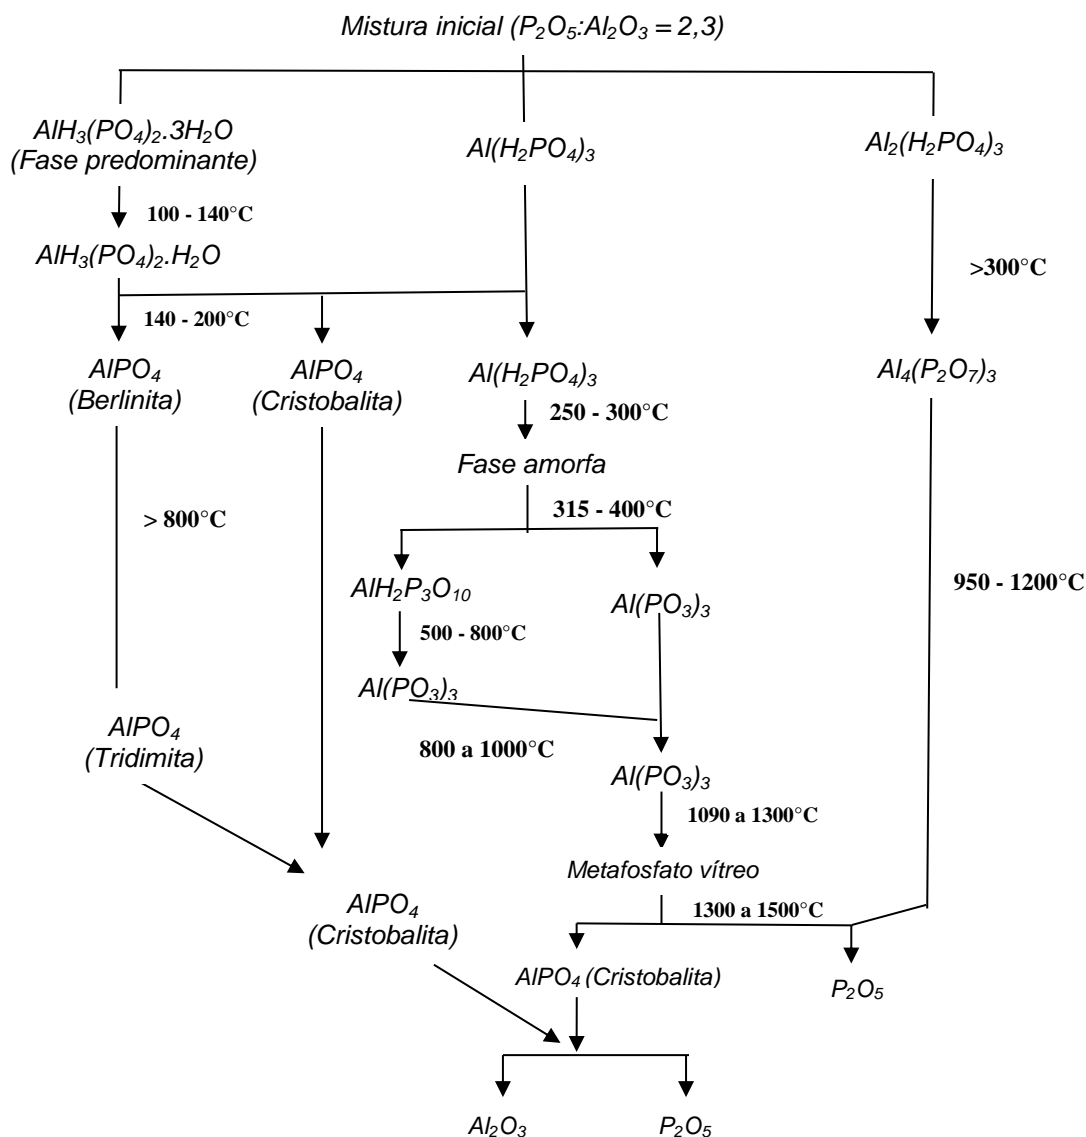 Mistura inicial (P₂O₅:Al₂O₃ = 2,3)
AlH₃(PO₄)₂.3H₂O
(Fase predominante)
Al(H₂PO₄)₃
Al₂(H₂PO₄)₃
100 - 140°C
AlH₃(PO₄)₂.H₂O
>300°C
140 - 200°C
AlPO₄
(Berlinita)
AlPO₄
(Cristobalita)
Al(H₂PO₄)₃
Al₄(P₂O₇)₃
250 - 300°C
Fase amorfa
> 800°C
315 - 400°C
AlH₂P₃O₁₀
Al(PO₃)₃
950 - 1200°C
500 - 800°C
Al(PO₃)₃
AlPO₄
(Tridimita)
800 a 1000°C
Al(PO₃)₃
1090 a 1300°C
Metafosfato vítreo
AlPO₄
(Cristobalita)
1300 a 1500°C
AlPO₄ (Cristobalita)
P₂O₅
Al₂O₃
P₂O₅